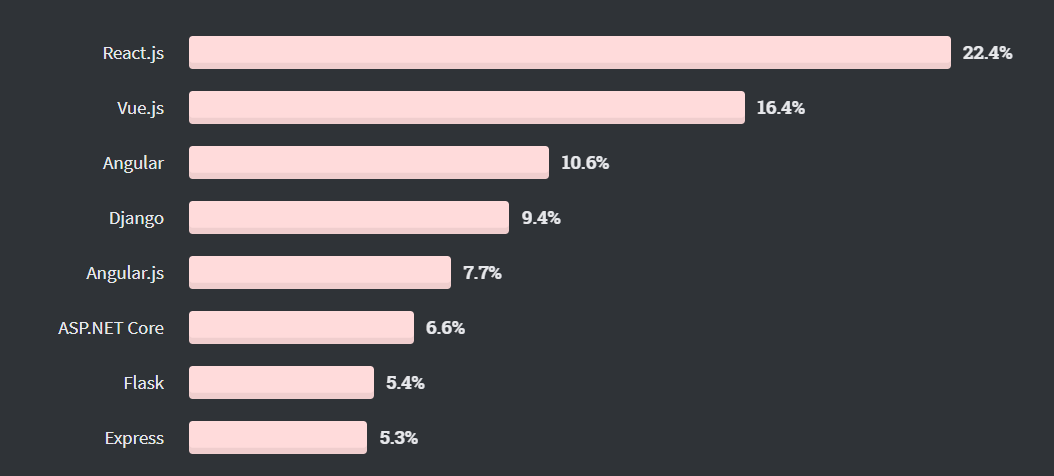 React.js 22.4%
Vue.js 16.4%
Angular 10.6%
Django 9.4%
Angular.js 7.7%
ASP.NET Core 6.6%
Flask 5.4%
Express 5.3%